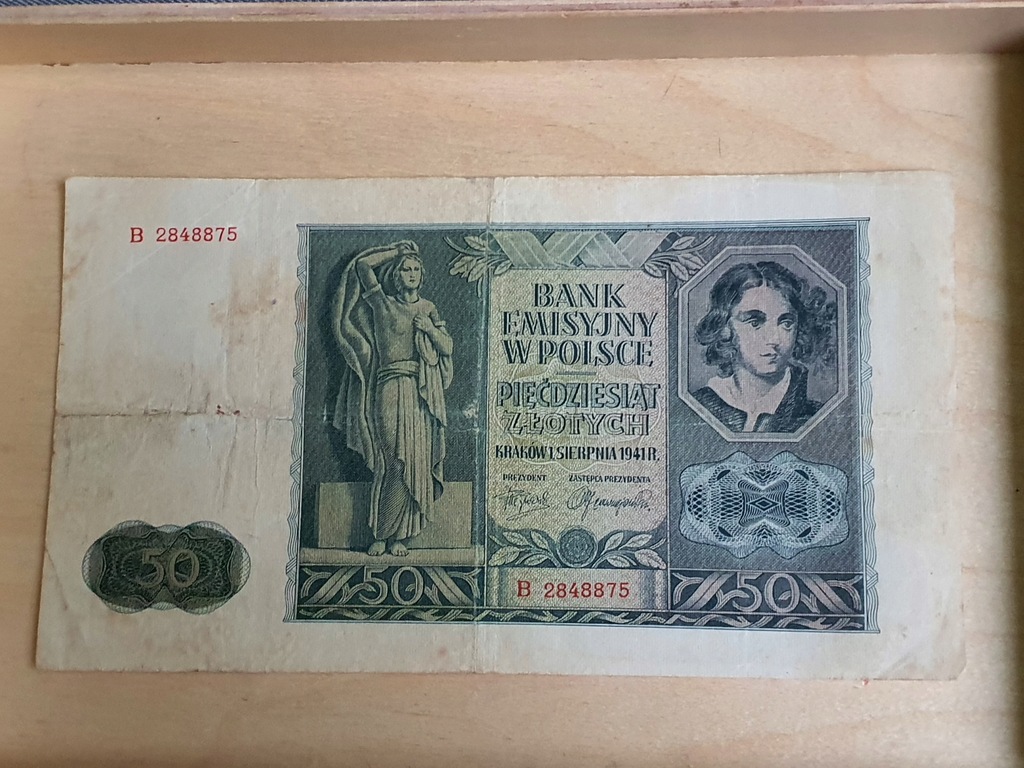 B 2848875
BANK
EMISYJNY
W POLSCE
PIĘĆDZIESIĄT
ZŁOTYCH
KRAKÓW 1 SIERPNIA 1941 R.
PREZYDENT ZASTĘPCA PREZYDENTA
50
50
B 2848875
50